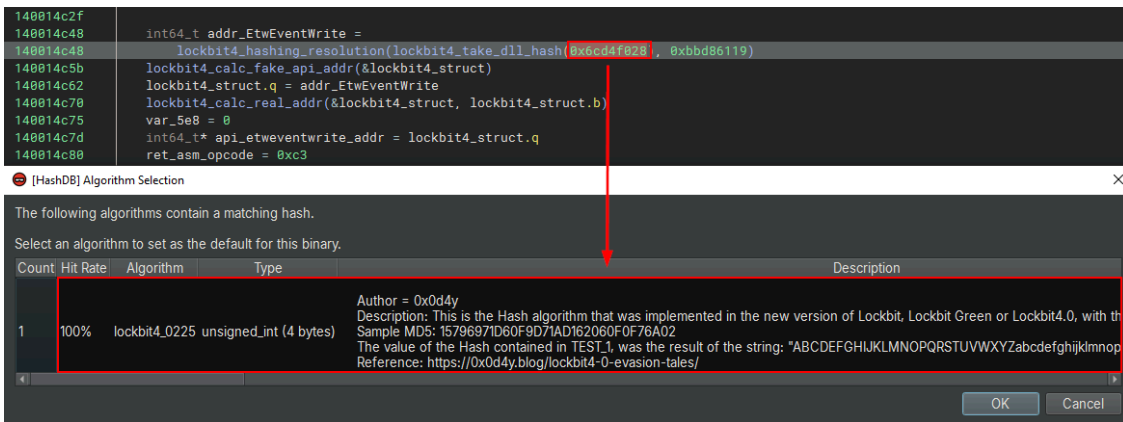 140014c2f
140014c48 int64_t addr_EtwEventWrite =
140014c48 lockbit4_hashing_resolution(lockbit4_take_dll_hash(0x6cd4f028), 0xbbd86119)
140014c5b lockbit4_calc_fake_api_addr(&lockbit4_struct)
140014c62 lockbit4_struct.q = addr_EtwEventWrite
140014c70 lockbit4_calc_real_addr(&lockbit4_struct, lockbit4_struct.b)
140014c75 var_5e8 = 0
140014c7d int64_t* api_etweventwrite_addr = lockbit4_struct.q
140014c80 ret_asm_opcode = 0xc3
[HashDB] Algorithm Selection
The following algorithms contain a matching hash.
Select an algorithm to set as the default for this binary.
Count Hit Rate Algorithm Type Description
Author = 0x0d4y
Description: This is the Hash algorithm that was implemented in the new version of Lockbit, Lockbit Green or Lockbit4.0, with th
1 100% lockbit4_0225 unsigned_int (4 bytes) Sample MD5: 15796971D60F9D71AD162060F0F76A02
The value of the Hash contained in TEST_1, was the result of the string: "ABCDEFGHIJKLMNOPQRSTUVWXYZabcdefghijklmnop
Reference: https://0x0d4y.blog/lockbit4-0-evasion-tales/
OK Cancel